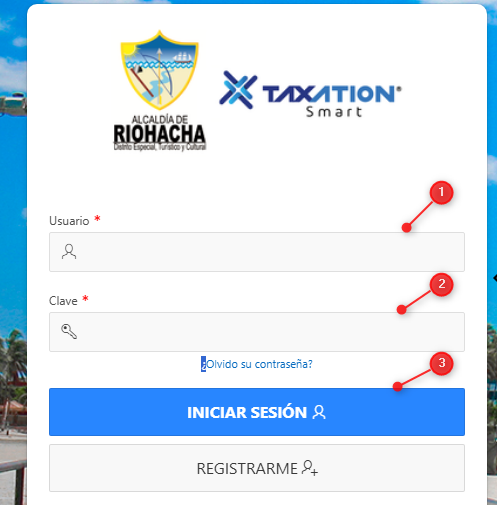 ALCALDÍA DE
RIOHACHA
Distrito Especial, Turístico y Cultural
TAXATION®
Smart
1
Usuario *
2
Clave *
¿Olvido su contraseña?
3
INICIAR SESIÓN
REGISTRARME